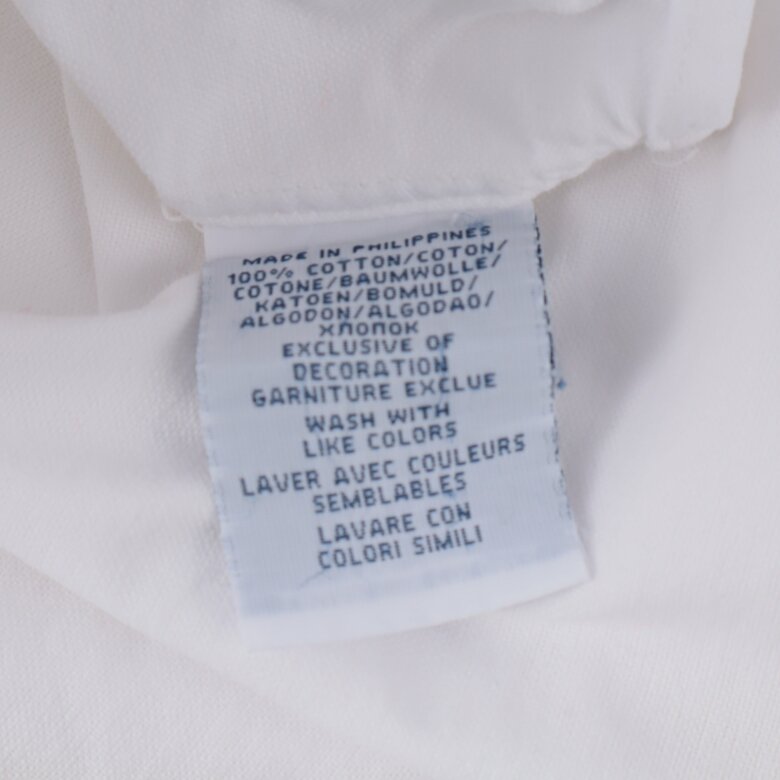 MADE IN PHILIPPINES
100% COTTON/COTON/
COTONE/BAUMWOLLE/
KATOEN/BOMULD/
ALGODON/ALGODAO/
ХЛОПОК
EXCLUSIVE OF
DECORATION
GARNITURE EXCLUE
WASH WITH
LIKE COLORS
LAVER AVEC COULEURS
SEMBLABLES
LAVARE CON
COLORI SIMILI